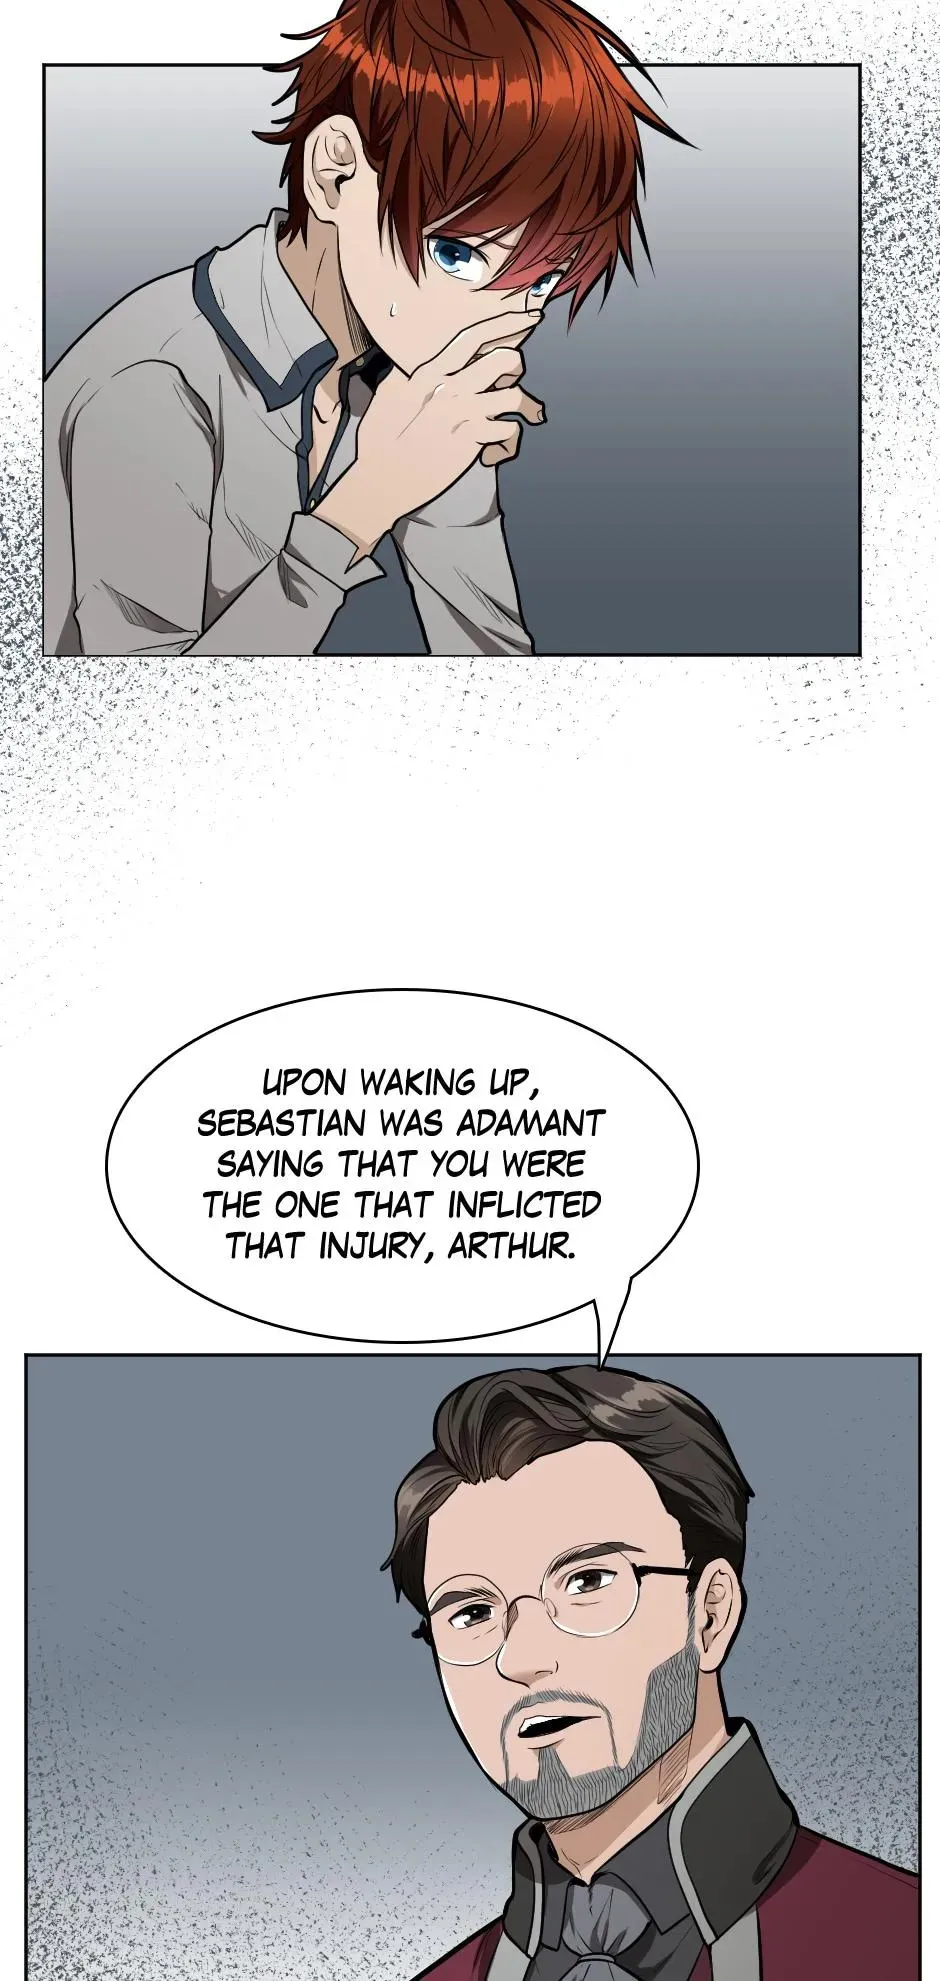 UPON WAKING UP,
SEBASTIAN WAS ADAMANT
SAYING THAT YOU WERE
THE ONE THAT INFLICTED
THAT INJURY, ARTHUR.